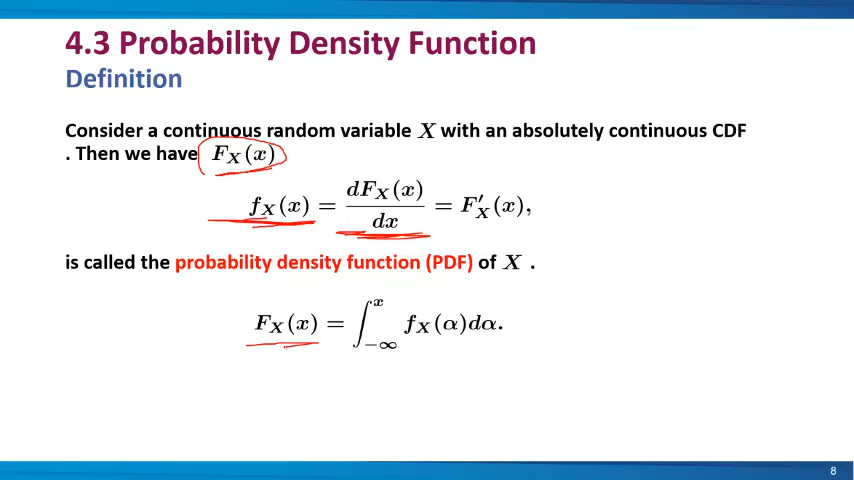 4.3 Probability Density Function
Definition
Consider a continuous random variable X with an absolutely continuous CDF
. Then we have F_X(x)
f_X(x) = dF_X(x)/dx = F′_X(x),
is called the probability density function (PDF) of X .
F_X(x) = ∫_{−∞}^{x} f_X(α)dα.
8